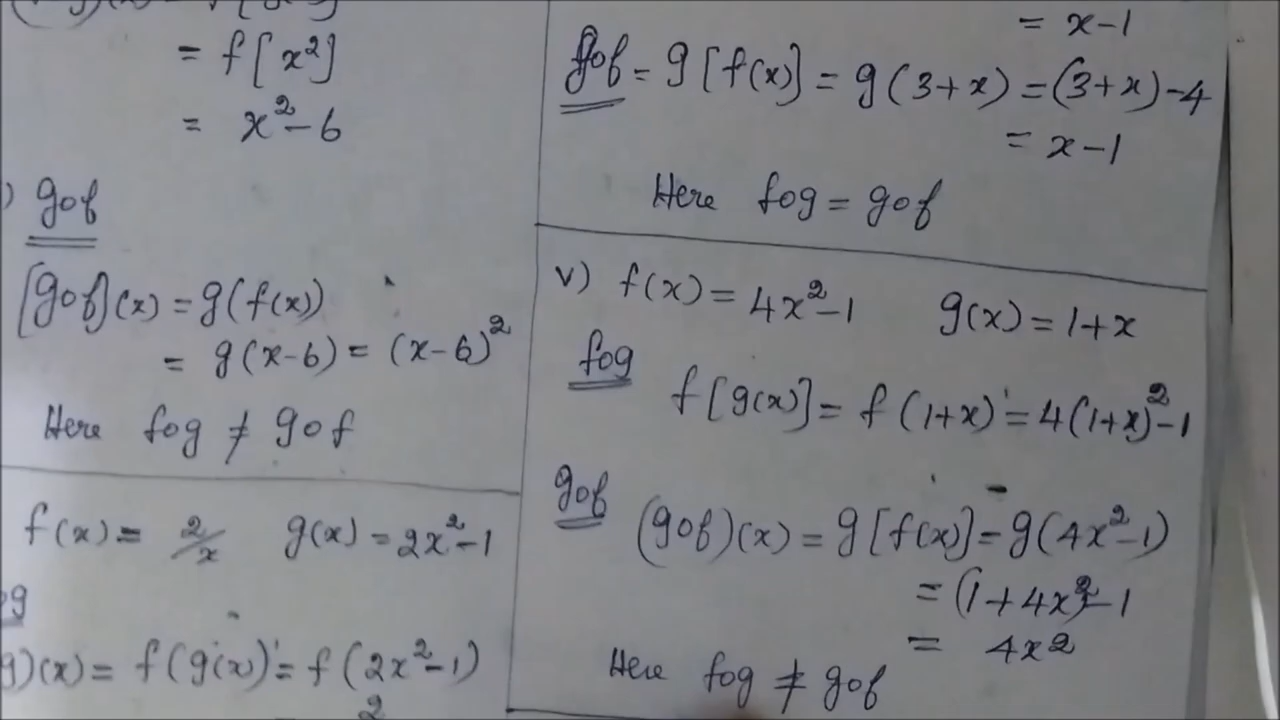 = f[x²]
= x²-6
gof
[gof](x) = g(f(x))
= g(x-6) = (x-6)²
Here fog ≠ gof
f(x) = 2/x g(x) = 2x²-1
g)(x) = f(g(x)) = f(2x²-1)
2
= x-1
gof = g[f(x)] = g(3+x) = (3+x)-4
= x-1
Here fog = gof
v) f(x) = 4x²-1 g(x) = 1+x
fog
f[g(x)] = f(1+x) = 4(1+x)²-1
gof
(gof)(x) = g[f(x)] = g(4x²-1)
= (1+4x²)-1
= 4x2
Here fog ≠ gof